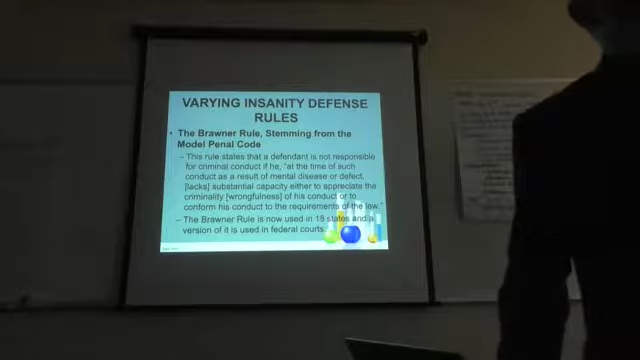 VARYING INSANITY DEFENSE
RULES
• The Brawner Rule, Stemming from the
Model Penal Code
– This rule states that a defendant is not responsible
for criminal conduct if he, "at the time of such
conduct as a result of mental disease or defect,
[lacks] substantial capacity either to appreciate the
criminality [wrongfulness] of his conduct or to
conform his conduct to the requirements of the law."
– The Brawner Rule is now used in 18 states and a
version of it is used in federal courts.